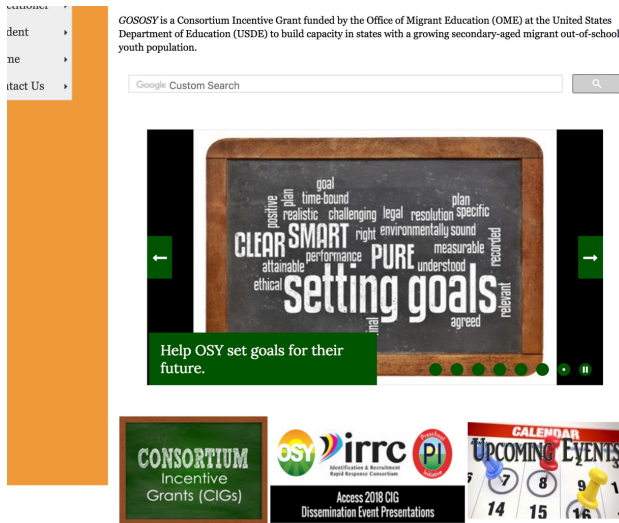 dent
me
tact Us
GOSOSY is a Consortium Incentive Grant funded by the Office of Migrant Education (OME) at the United States
Department of Education (USDE) to build capacity in states with a growing secondary-aged migrant out-of-school
youth population.
Google Custom Search
goal
positive
plan
time-bound
plan
realistic challenging legal resolution specific
CLEAR SMART right environmentally sound
measurable recorded
attainable performance PURE understood
ethical setting goals relevant
agreed
Help OSY set goals for their
future.
CONSORTIUM
Incentive
Grants (CIGs)
OSY irrc Preschool PI Initiative
Identification & Recruitment
Rapid Response Consortium
Access 2018 CIG
Dissemination Event Presentations
CALENDAR
UPCOMING EVENTS
7 8 9
14 15 16